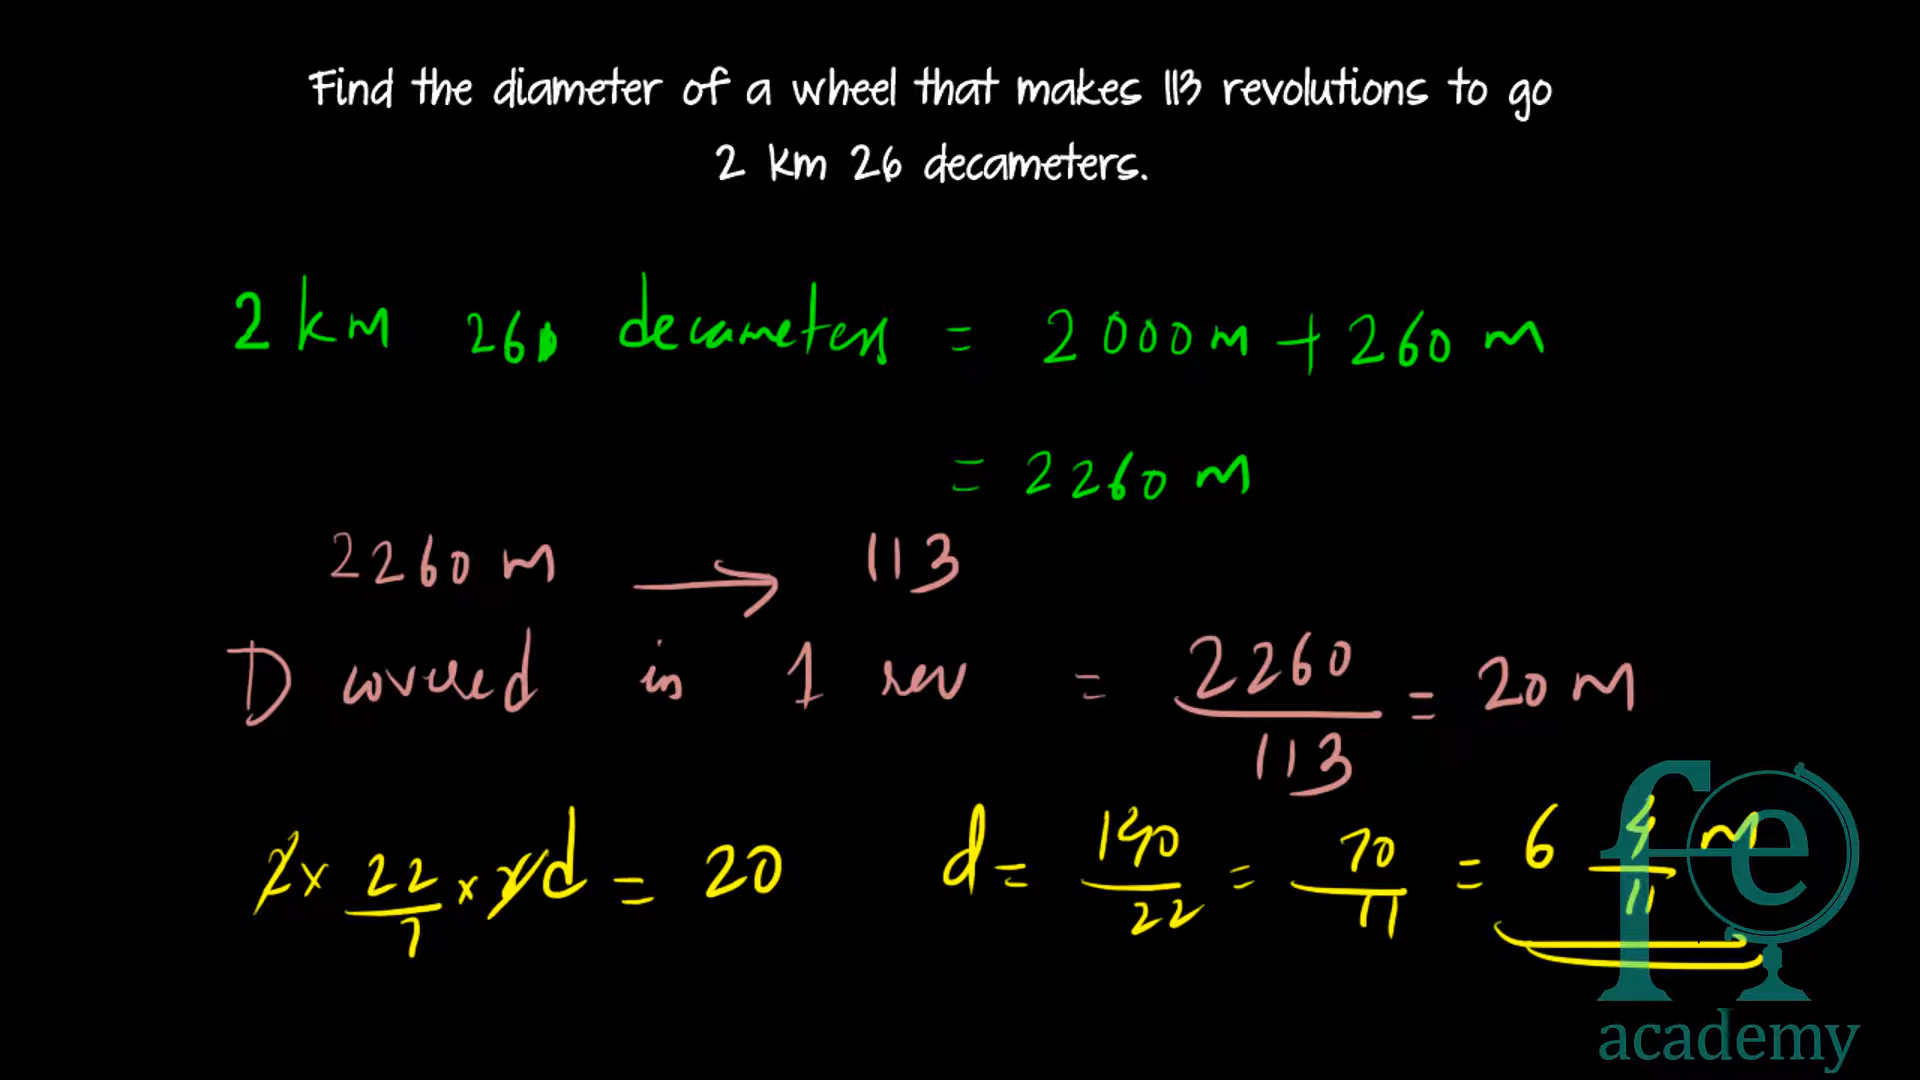 Find the diameter of a wheel that makes 113 revolutions to go
2 km 26 decameters.
2 km 26 decameters = 2000 m + 260 m
= 2260 m
2260 m → 113
D covered in 1 rev = 2260/113 = 20 m
2 × 22/7 × d = 20 d = 140/22 = 70/11 = 6 4/11 m
fe
academy